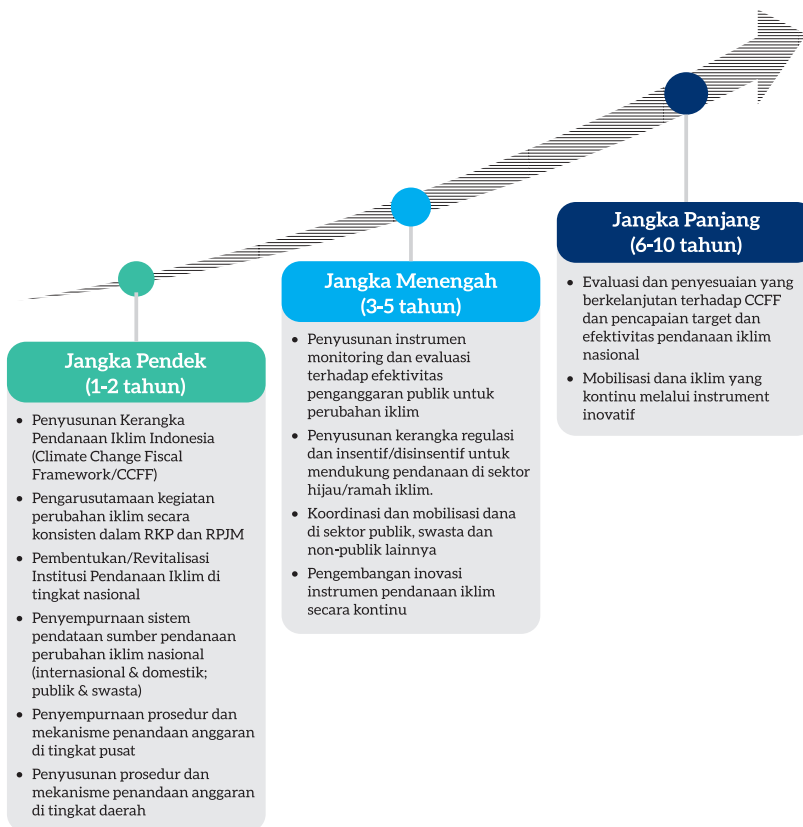 Jangka Pendek
(1-2 tahun)
• Penyusunan Kerangka
Pendanaan Iklim Indonesia
(Climate Change Fiscal
Framework/CCFF)
• Pengarusutamaan kegiatan
perubahan iklim secara
konsisten dalam RKP dan RPJM
• Pembentukan/Revitalisasi
Institusi Pendanaan Iklim di
tingkat nasional
• Penyempurnaan sistem
pendataan sumber pendanaan
perubahan iklim nasional
(internasional & domestik;
publik & swasta)
• Penyempurnaan prosedur dan
mekanisme penandaan anggaran
di tingkat pusat
• Penyusunan prosedur dan
mekanisme penandaan anggaran
di tingkat daerah
Jangka Menengah
(3-5 tahun)
• Penyusunan instrumen
monitoring dan evaluasi
terhadap efektivitas
penganggaran publik untuk
perubahan iklim
• Penyusunan kerangka regulasi
dan insentif/disinsentif untuk
mendukung pendanaan di sektor
hijau/ramah iklim.
• Koordinasi dan mobilisasi dana
di sektor publik, swasta dan
non-publik lainnya
• Pengembangan inovasi
instrumen pendanaan iklim
secara kontinu
Jangka Panjang
(6-10 tahun)
• Evaluasi dan penyesuaian yang
berkelanjutan terhadap CCFF
dan pencapaian target dan
efektivitas pendanaan iklim
nasional
• Mobilisasi dana iklim yang
kontinu melalui instrument
inovatif